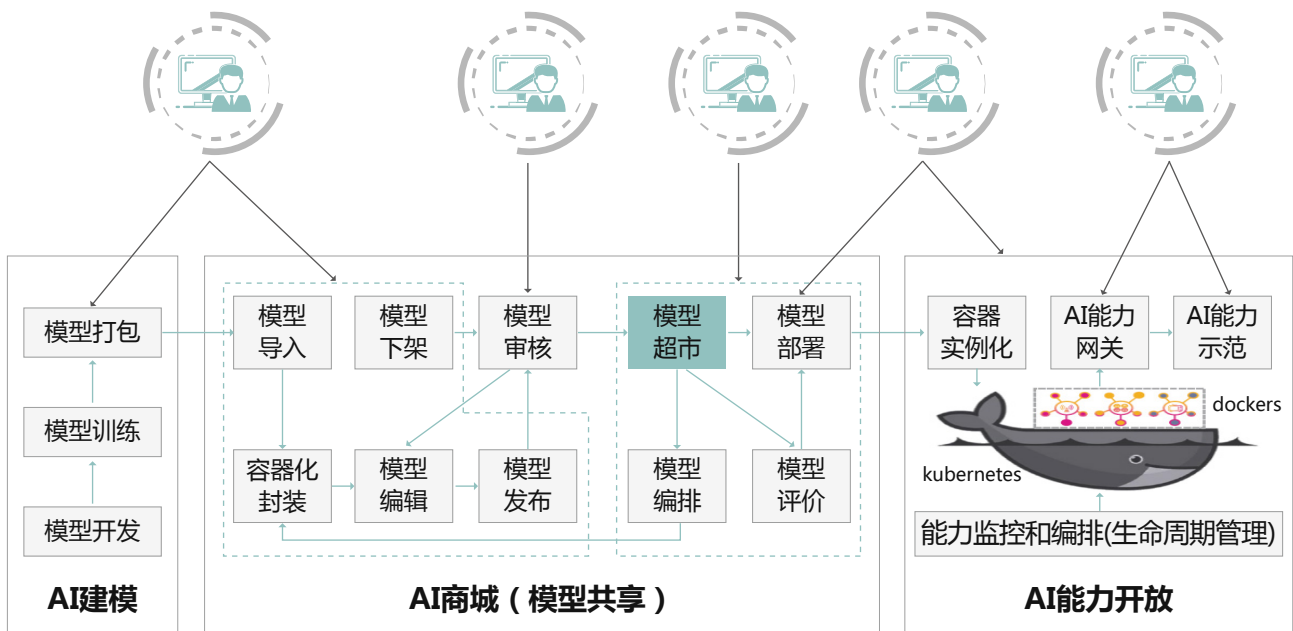 模型打包
模型训练
模型开发
AI建模
模型
导入
模型
下架
模型
审核
模型
超市
模型
部署
容器化
封装
模型
编辑
模型
发布
模型
编排
模型
评价
AI商城（模型共享）
容器
实例化
AI能力
网关
AI能力
示范
dockers
kubernetes
能力监控和编排(生命周期管理)
AI能力开放